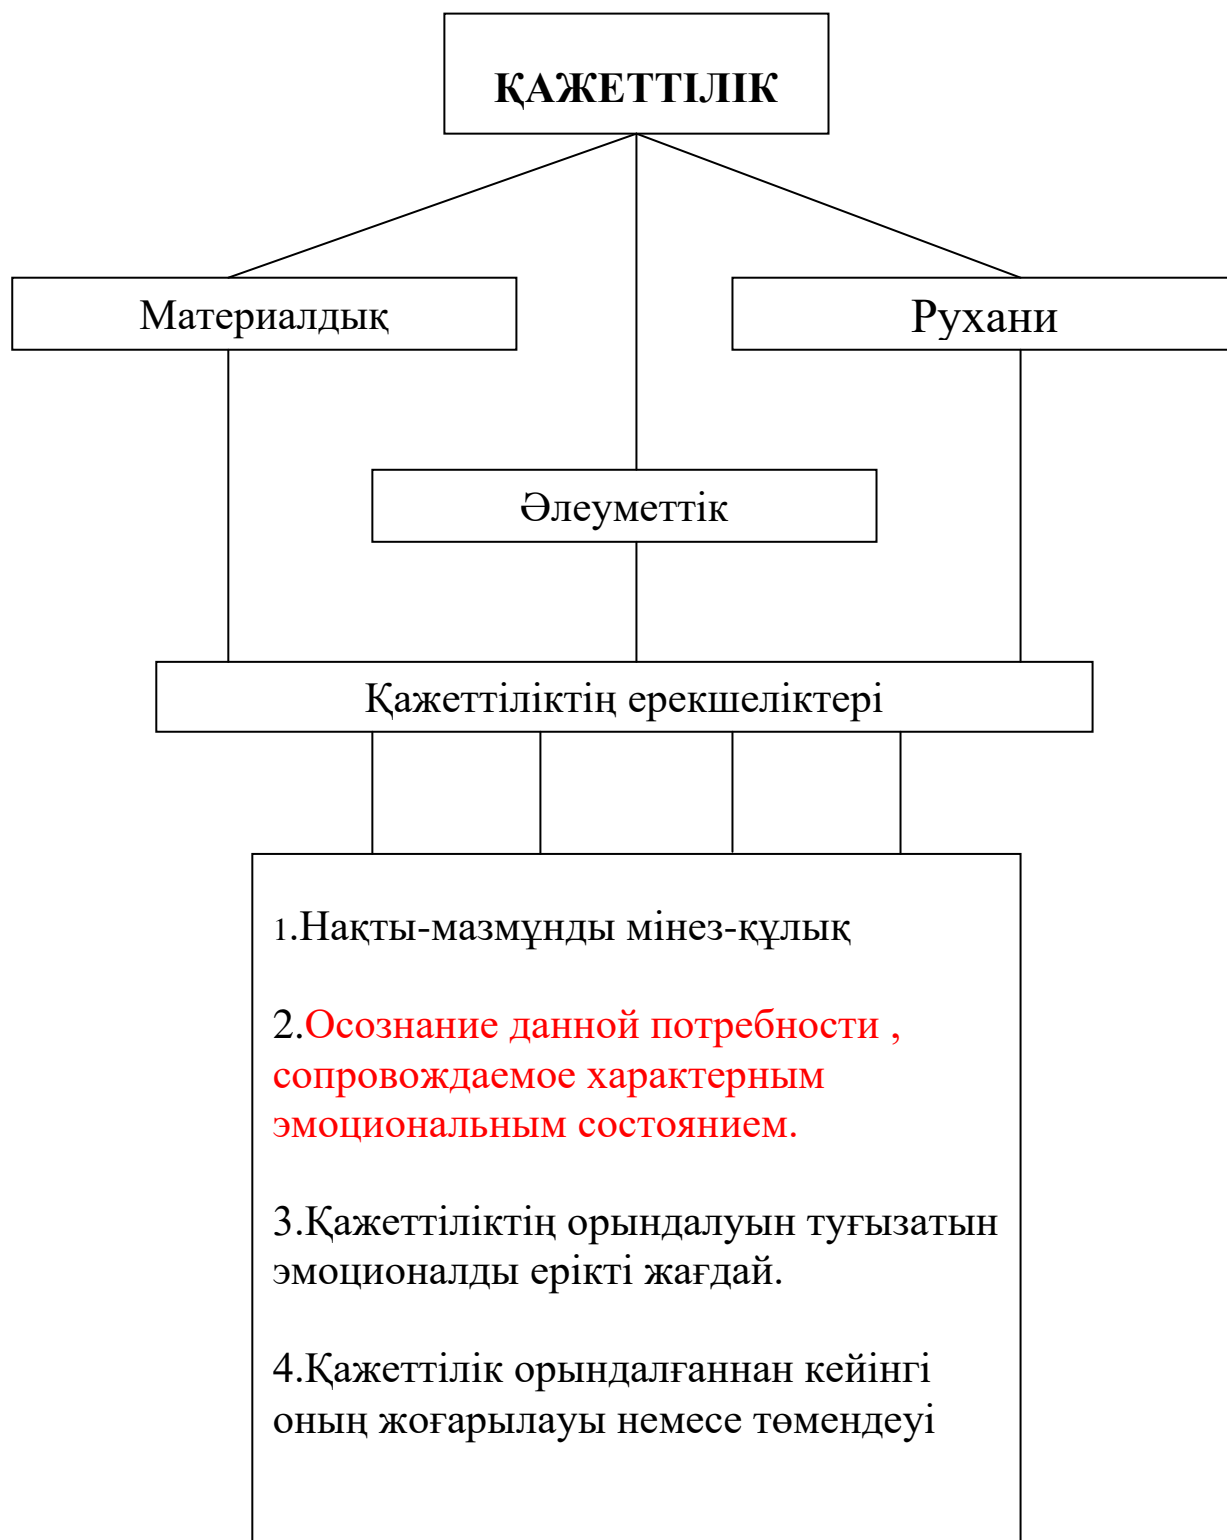 ҚАЖЕТТІЛІК
Материалдық
Рухани
Әлеуметтік
Қажеттіліктің ерекшеліктері
1.Нақты-мазмұнды мінез-құлық
2.Осознание данной потребности ,
сопровождаемое характерным
эмоциональным состоянием.
3.Қажеттіліктің орындалуын туғызатын
эмоционалды ерікті жағдай.
4.Қажеттілік орындалғаннан кейінгі
оның жоғарылауы немесе төмендеуі